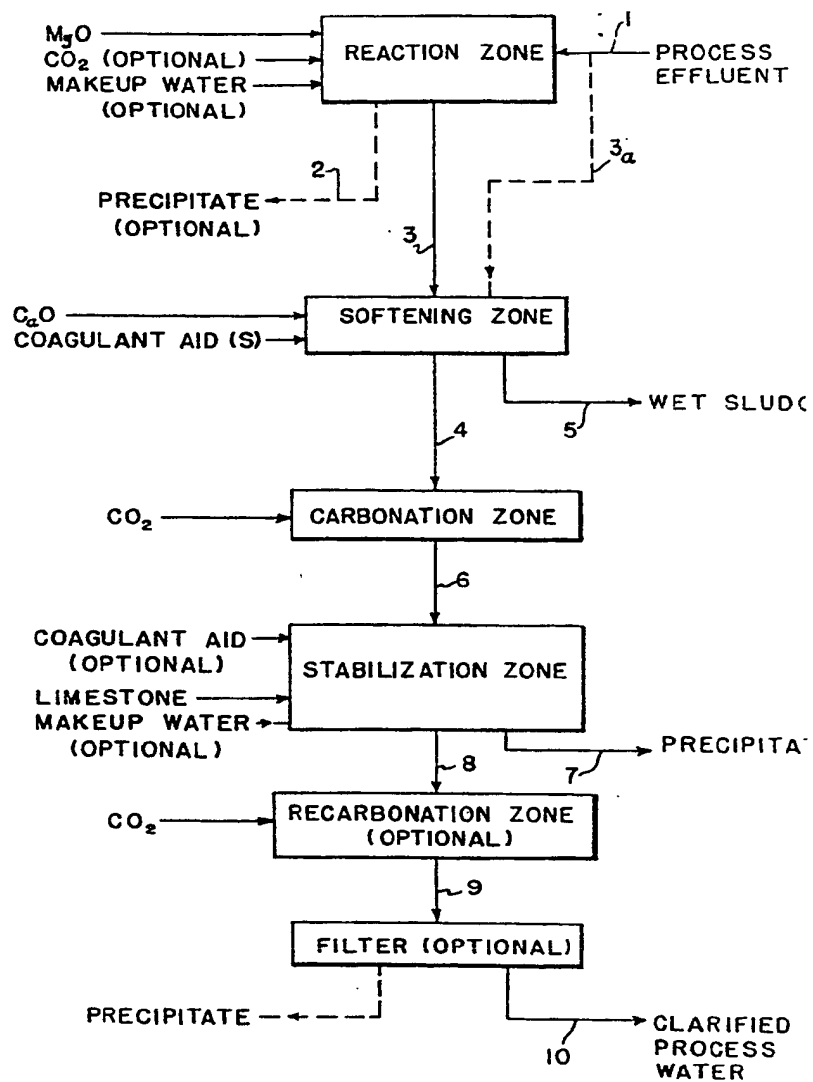 MgO
CO₂ (OPTIONAL)
MAKEUP WATER
(OPTIONAL)
REACTION ZONE
1
PROCESS
EFFLUENT
2
3a
PRECIPITATE
(OPTIONAL)
3
CaO
COAGULANT AID (S)
SOFTENING ZONE
5
WET SLUDG
4
CO₂
CARBONATION ZONE
6
COAGULANT AID
(OPTIONAL)
LIMESTONE
MAKEUP WATER
(OPTIONAL)
STABILIZATION ZONE
7
PRECIPITAT
8
CO₂
RECARBONATION ZONE
(OPTIONAL)
9
FILTER (OPTIONAL)
PRECIPITATE
10
CLARIFIED
PROCESS
WATER